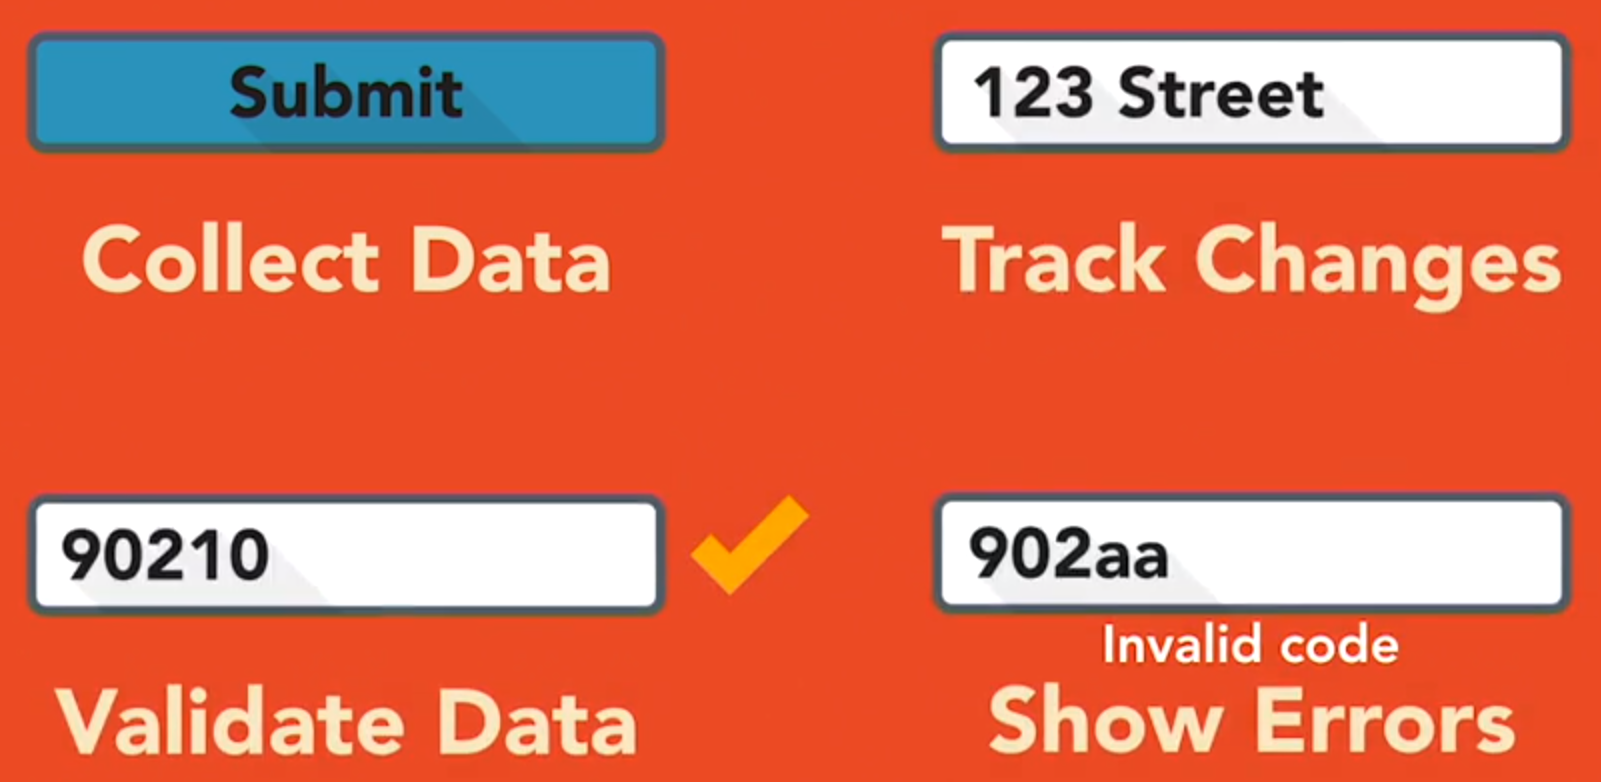 Submit
Collect Data
123 Street
Track Changes
90210
Validate Data
902aa
Invalid code
Show Errors